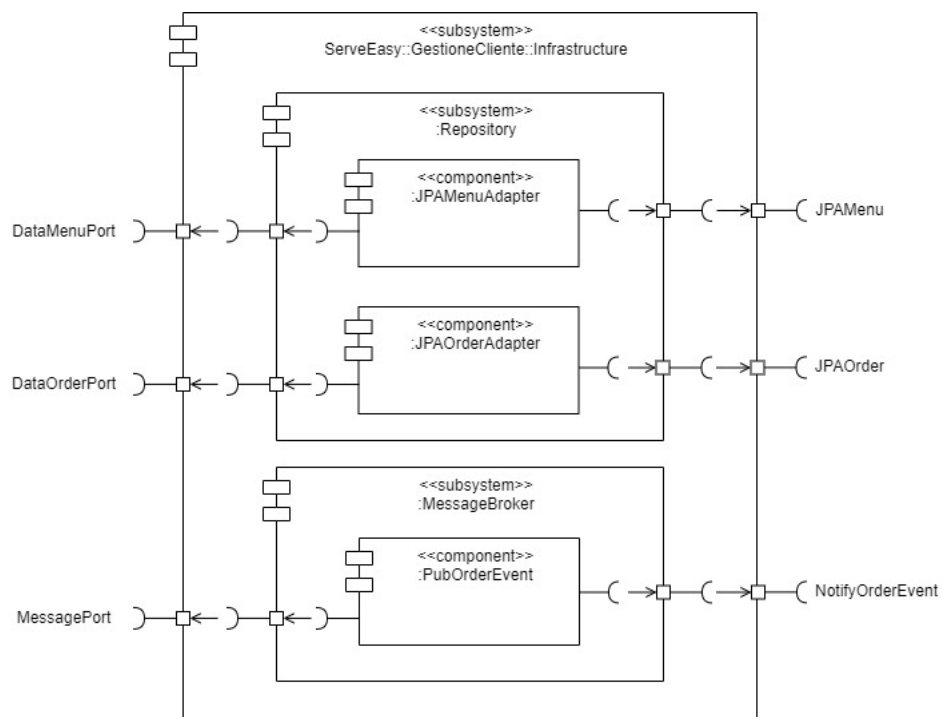 <<subsystem>>
ServeEasy::GestioneCliente::Infrastructure
<<subsystem>>
:Repository
<<component>>
:JPAMenuAdapter
DataMenuPort
JPAMenu
<<component>>
:JPAOrderAdapter
DataOrderPort
JPAOrder
<<subsystem>>
:MessageBroker
<<component>>
:PubOrderEvent
MessagePort
NotifyOrderEvent